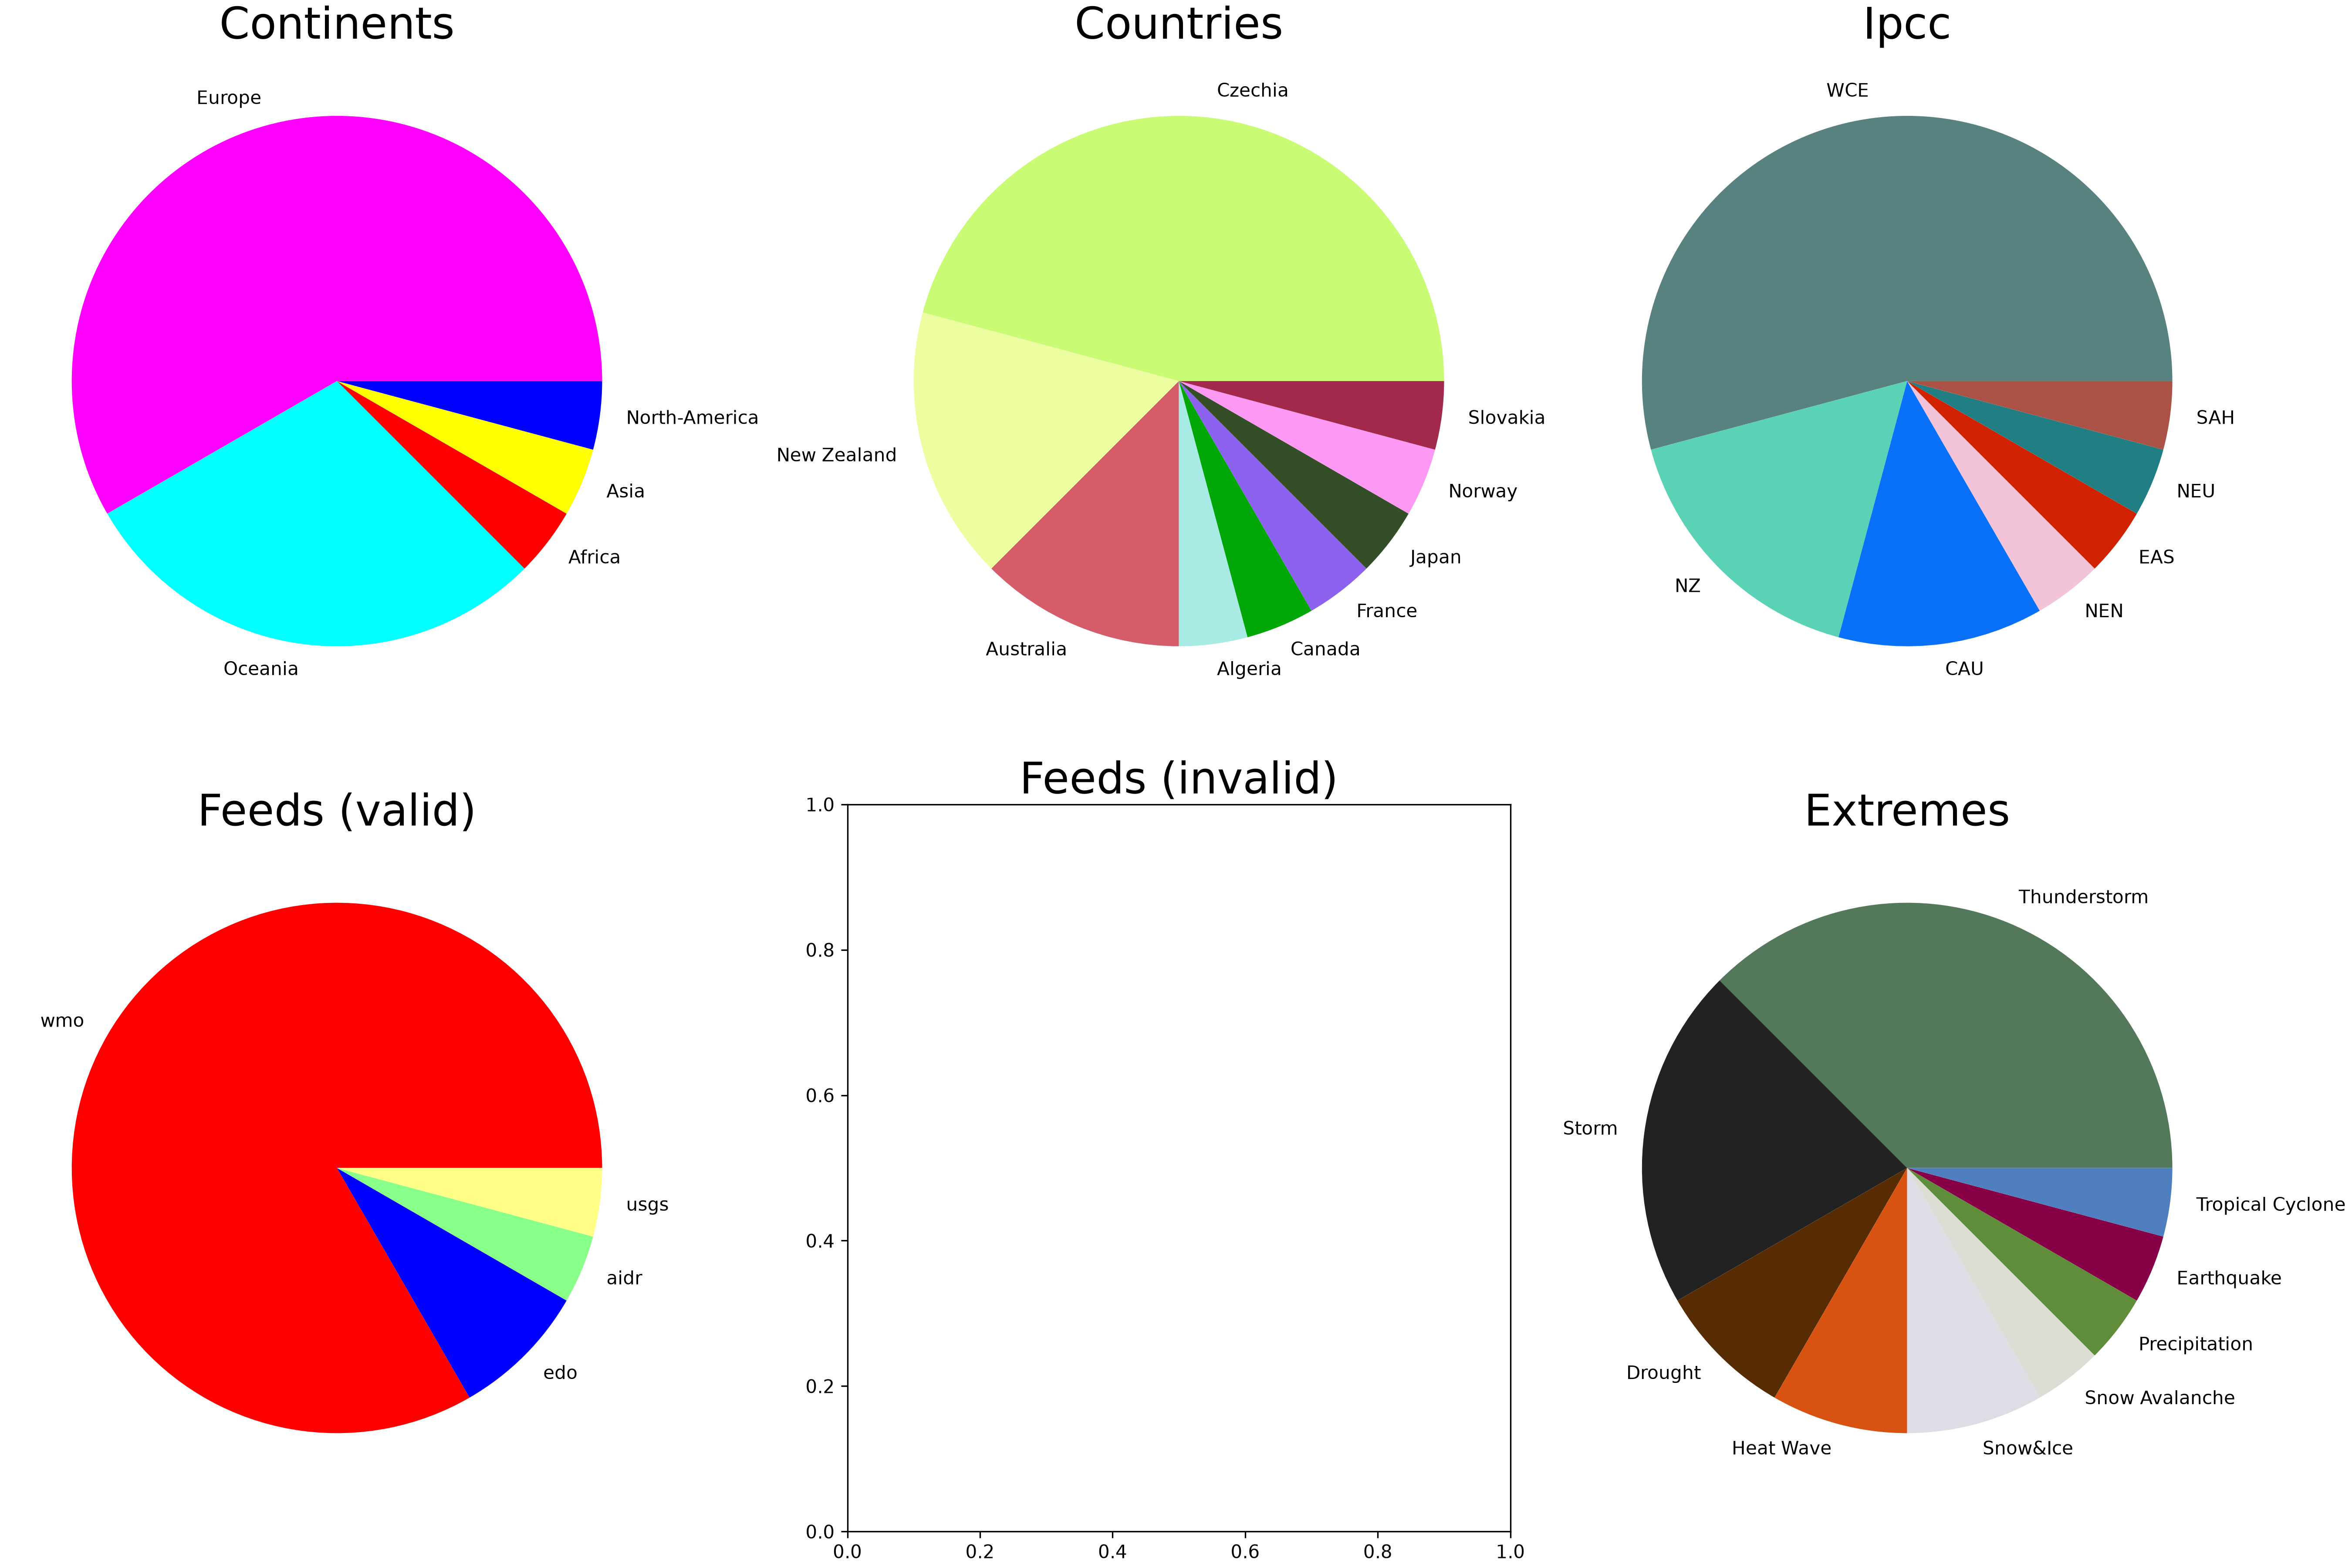 Continents
Europe
North-America
Asia
Africa
Oceania
Countries
Czechia
New Zealand
Slovakia
Norway
Japan
France
Canada
Algeria
Australia
Ipcc
WCE
SAH
NEU
EAS
NEN
CAU
NZ
Feeds (valid)
wmo
usgs
aidr
edo
Feeds (invalid)
1.0
0.8
0.6
0.4
0.2
0.0
0.0 0.2 0.4 0.6 0.8 1.0
Extremes
Thunderstorm
Storm
Tropical Cyclone
Earthquake
Precipitation
Snow Avalanche
Snow&Ice
Heat Wave
Drought